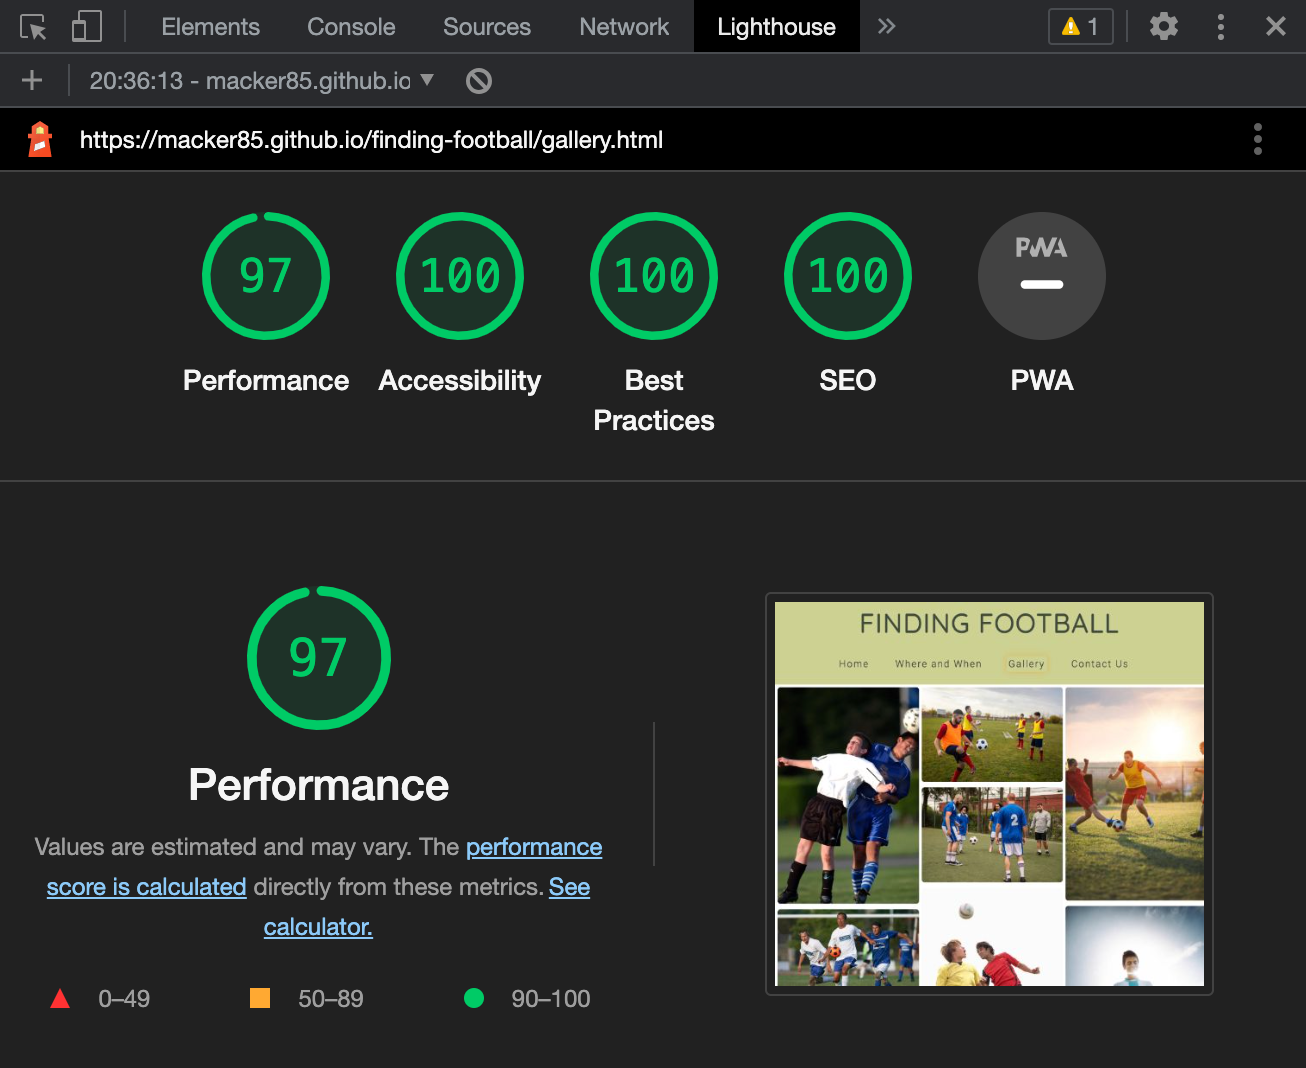 Elements Console Sources Network Lighthouse 1
20:36:13 - macker85.github.io
https://macker85.github.io/finding-football/gallery.html
97 100 100 100 PWA
Performance Accessibility Best Practices SEO PWA
97
Performance
Values are estimated and may vary. The performance
score is calculated directly from these metrics. See
calculator.
0–49 50–89 90–100
FINDING FOOTBALL
Home Where and When Gallery Contact Us
2